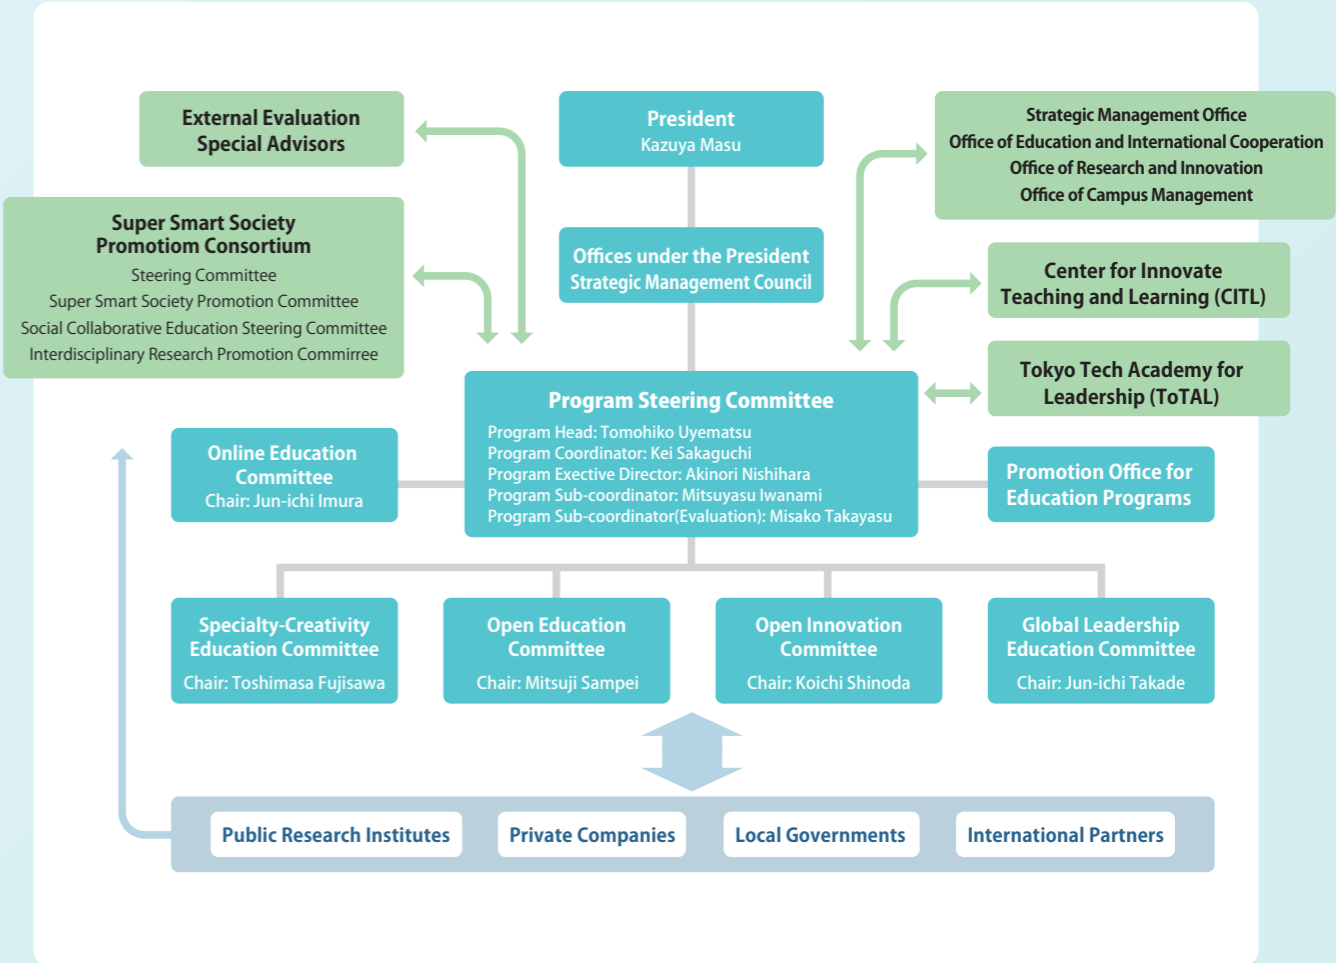 External Evaluation
Special Advisors
President
Kazuya Masu
Strategic Management Office
Office of Education and International Cooperation
Office of Research and Innovation
Office of Campus Management
Super Smart Society
Promotiom Consortium
Steering Committee
Super Smart Society Promotion Committee
Social Collaborative Education Steering Committee
Interdisciplinary Research Promotion Commirree
Offices under the President
Strategic Management Council
Center for Innovate
Teaching and Learning (CITL)
Tokyo Tech Academy for
Leadership (ToTAL)
Program Steering Committee
Program Head: Tomohiko Uyematsu
Program Coordinator: Kei Sakaguchi
Program Exective Director: Akinori Nishihara
Program Sub-coordinator: Mitsuyasu Iwanami
Program Sub-coordinator(Evaluation): Misako Takayasu
Online Education
Committee
Chair: Jun-ichi Imura
Promotion Office for
Education Programs
Specialty-Creativity
Education Committee
Chair: Toshimasa Fujisawa
Open Education
Committee
Chair: Mitsuji Sampei
Open Innovation
Committee
Chair: Koichi Shinoda
Global Leadership
Education Committee
Chair: Jun-ichi Takade
Public Research Institutes
Private Companies
Local Governments
International Partners